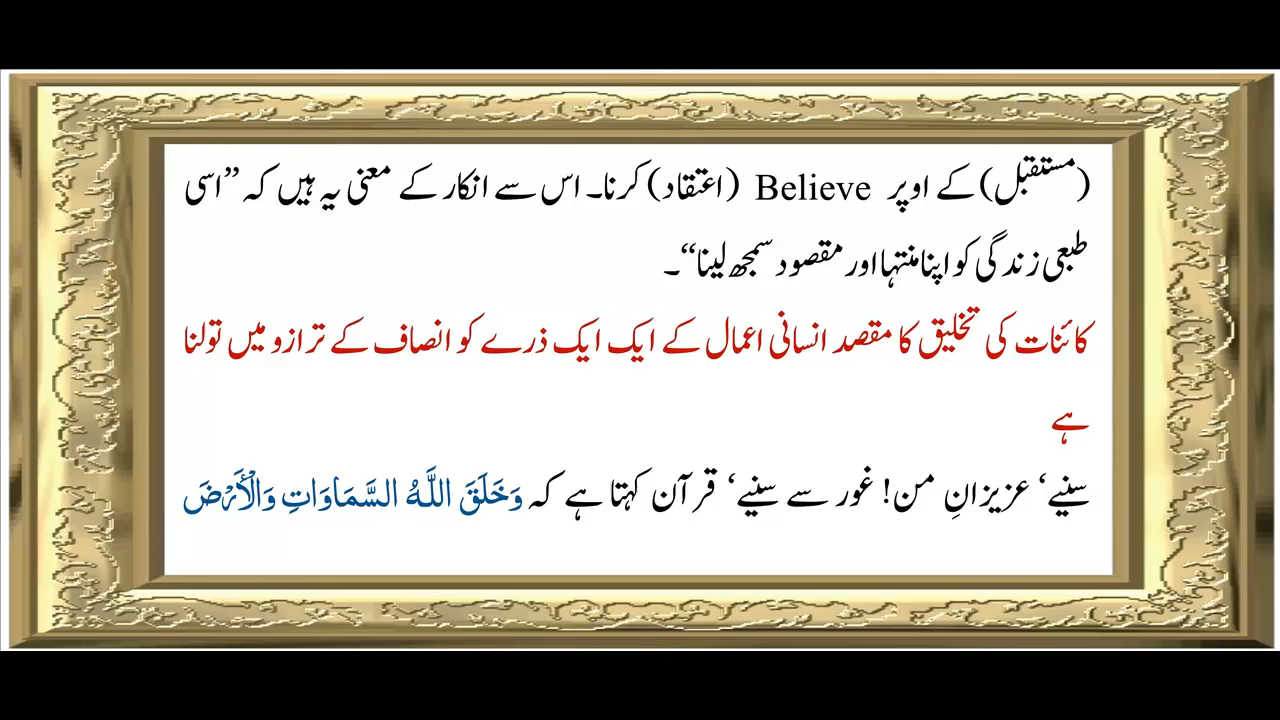 (مستقبل) کے اوپر Believe (اعتقاد) کرنا۔ اس سے انکار کے معنی یہ ہیں کہ ”اسی
طبعی زندگی کو اپنا منتہا اور مقصود سمجھ لینا“۔
کائنات کی تخلیق کا مقصد انسانی اعمال کے ایک ایک ذرے کو انصاف کے ترازو میں تولنا
ہے
سنیے‘ عزیزانِ من! غور سے سنیے‘ قرآن کہتا ہے کہ وَخَلَقَ اللَّهُ السَّمَاوَاتِ وَالْأَرْضَ